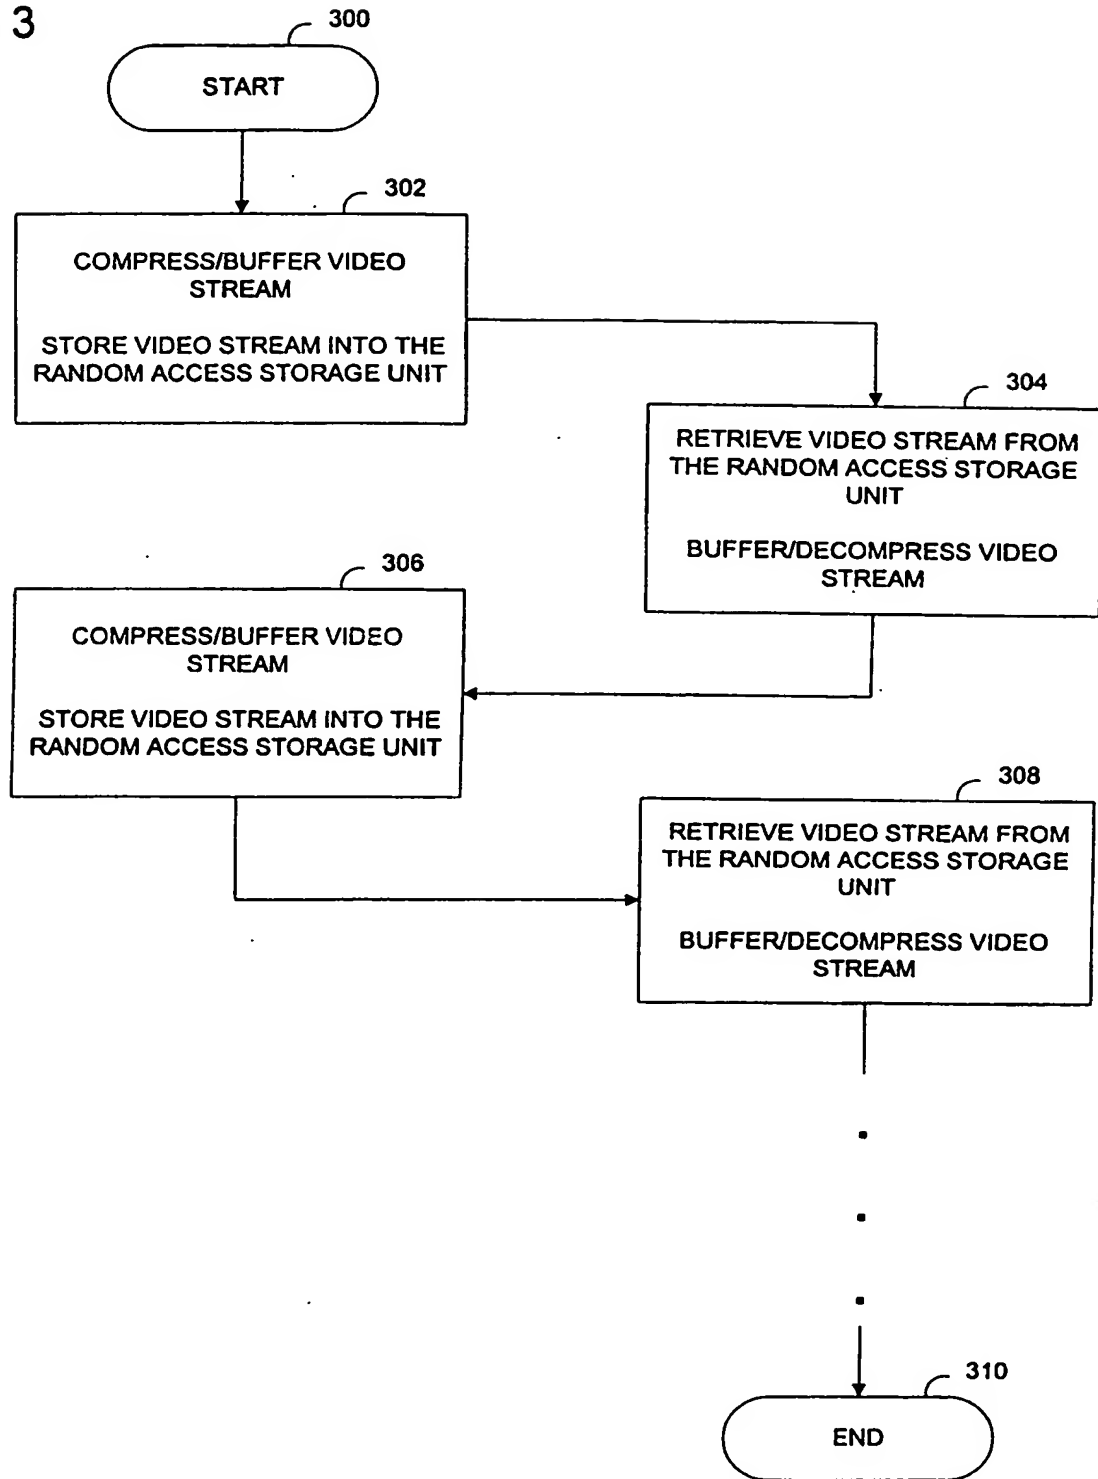 3
300
START
302
COMPRESS/BUFFER VIDEO
STREAM
STORE VIDEO STREAM INTO THE
RANDOM ACCESS STORAGE UNIT
304
RETRIEVE VIDEO STREAM FROM
THE RANDOM ACCESS STORAGE
UNIT
BUFFER/DECOMPRESS VIDEO
STREAM
306
COMPRESS/BUFFER VIDEO
STREAM
STORE VIDEO STREAM INTO THE
RANDOM ACCESS STORAGE UNIT
308
RETRIEVE VIDEO STREAM FROM
THE RANDOM ACCESS STORAGE
UNIT
BUFFER/DECOMPRESS VIDEO
STREAM
310
END